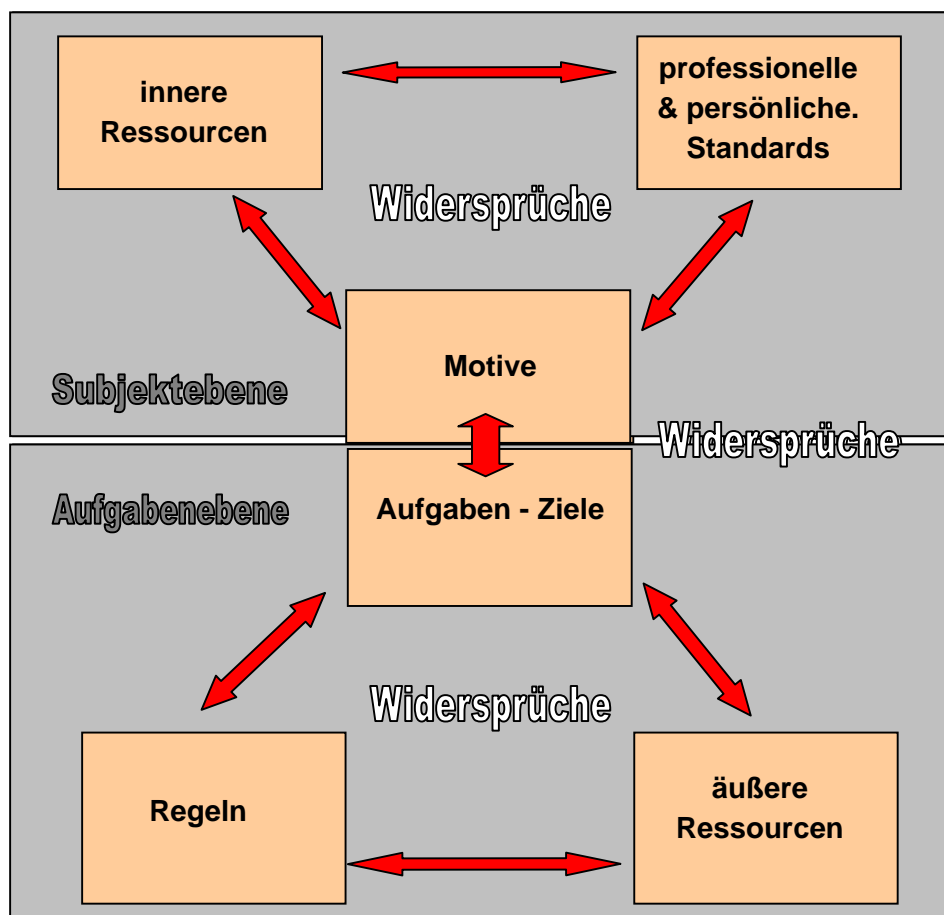 innere
Ressourcen
professionelle
& persönliche.
Standards
Widersprüche
Motive
Subjektebene
Widersprüche
Aufgabenebene
Aufgaben - Ziele
Widersprüche
Regeln
äußere
Ressourcen